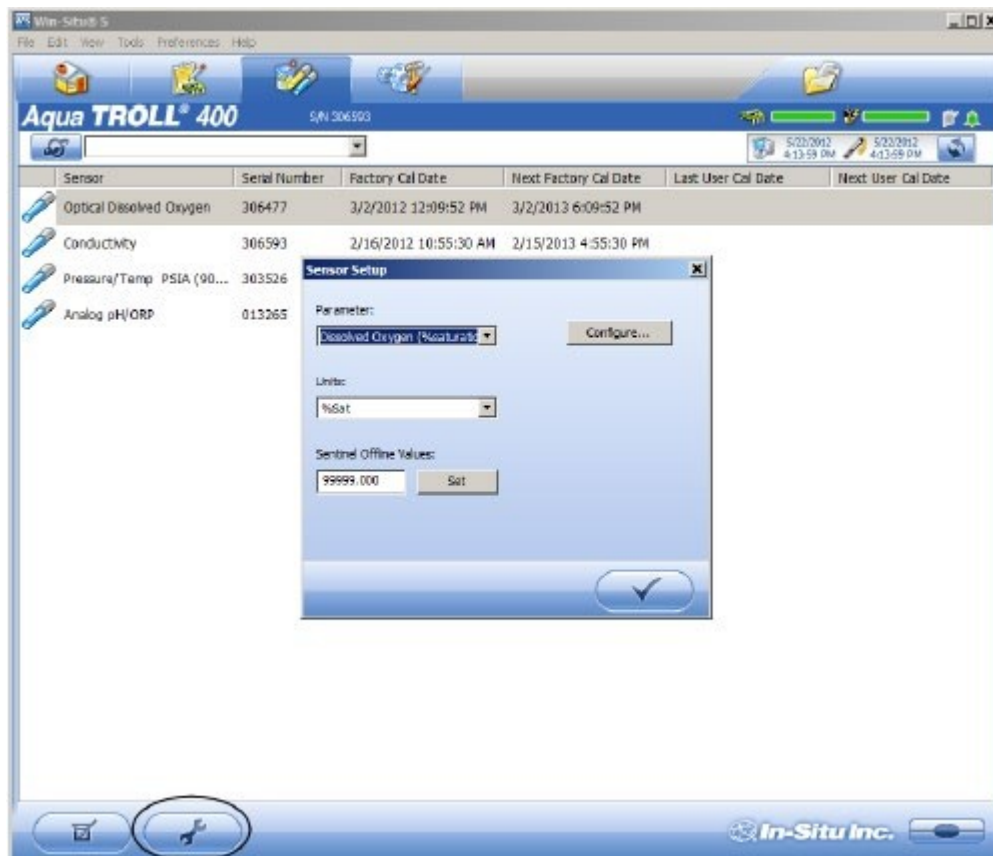 Win-Situ® 5
File Edit View Tools Preferences Help
Aqua TROLL® 400 S/N 306593
5/22/2012 4:13:59 PM 5/22/2012 4:13:59 PM
Sensor Serial Number Factory Cal Date Next Factory Cal Date Last User Cal Date Next User Cal Date
Optical Dissolved Oxygen 306477 3/2/2012 12:09:52 PM 3/2/2013 6:09:52 PM
Conductivity 306593 2/16/2012 10:55:30 AM 2/15/2013 4:55:30 PM
Pressure/Temp PSIA (90... 303526
Analog pH/ORP 013265
Sensor Setup
Parameter:
Dissolved Oxygen (%saturatio
Configure...
Units:
%Sat
Sentinel Offline Values:
99999.000 Set
In-Situ Inc.